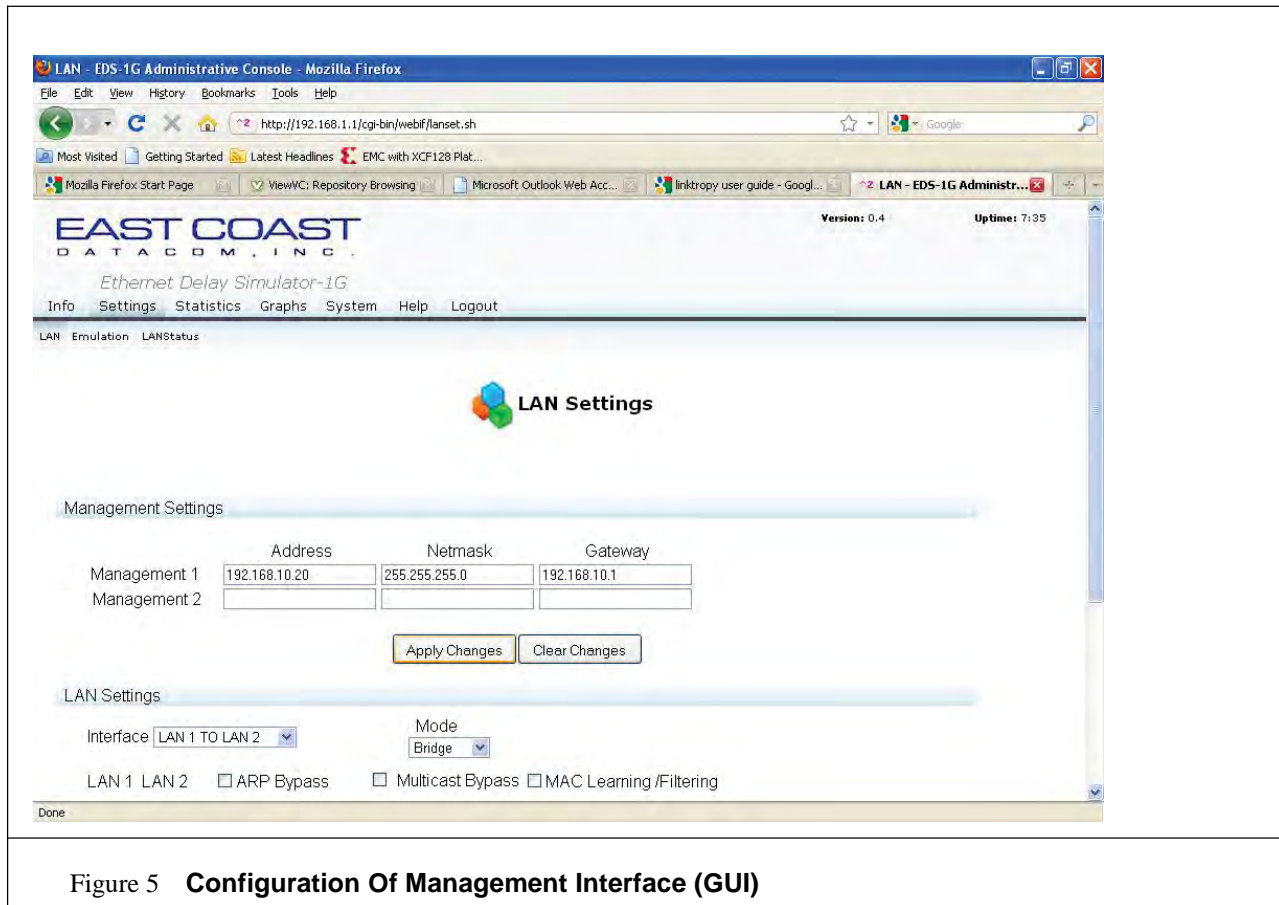 LAN - EDS-1G Administrative Console - Mozilla Firefox
File Edit View History Bookmarks Tools Help
http://192.168.1.1/cgi-bin/webif/lanset.sh Google
Most Visited Getting Started Latest Headlines EMC with XCF128 Plat...
Mozilla Firefox Start Page ViewVC: Repository Browsing Microsoft Outlook Web Acc... linktropy user guide - Googl... LAN - EDS-1G Administr...
EAST COAST
DATACOM, INC.
Version: 0.4 Uptime: 7:35
Ethernet Delay Simulator-1G
Info Settings Statistics Graphs System Help Logout
LAN Emulation LANStatus
LAN Settings
Management Settings
Address Netmask Gateway
Management 1 192.168.10.20 255.255.255.0 192.168.10.1
Management 2
Apply Changes Clear Changes
LAN Settings
Mode
Interface LAN 1 TO LAN 2 Bridge
LAN 1 LAN 2 ARP Bypass Multicast Bypass MAC Learning /Filtering
Done
Figure 5 Configuration Of Management Interface (GUI)